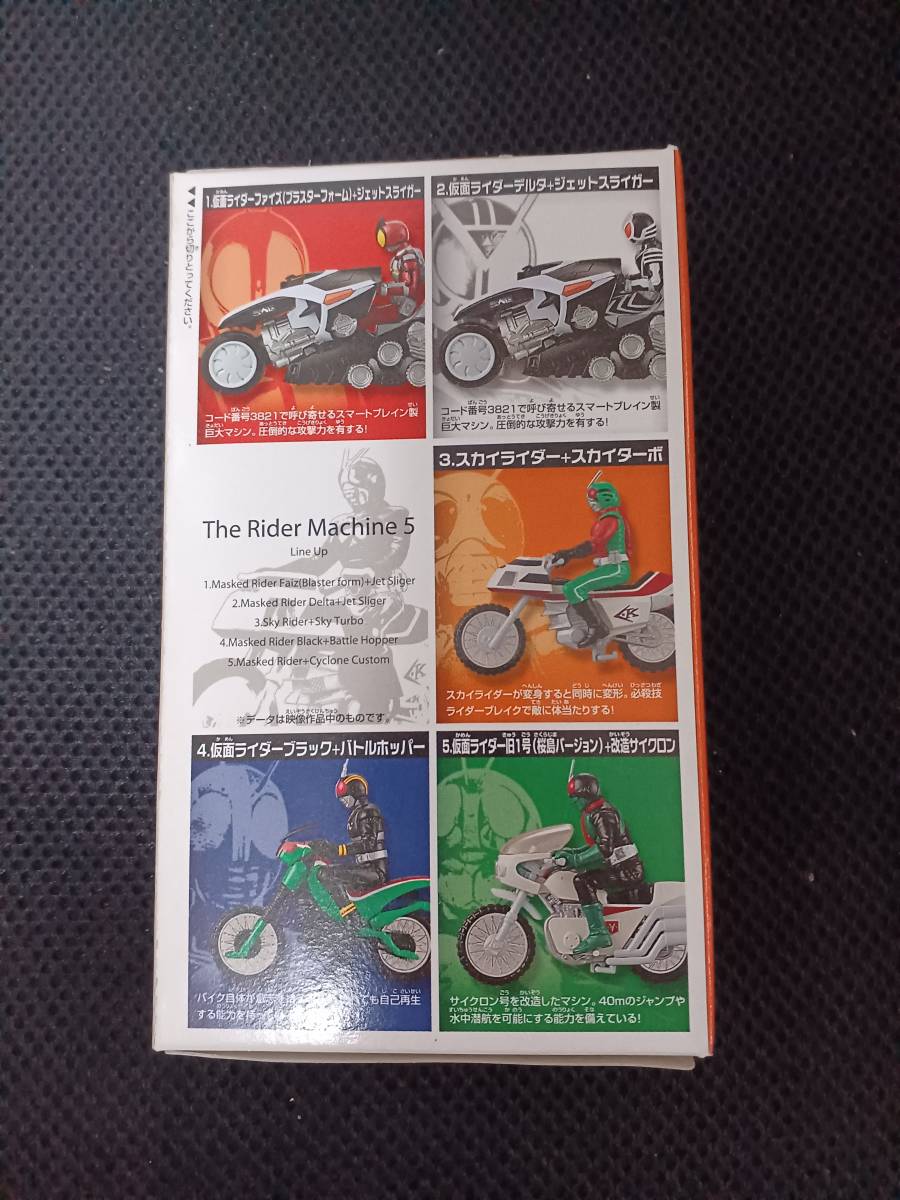 ▼▼ここから切りとってください。
1.仮面ライダーファイズ(ブラスターフォーム)+ジェットスライガー
コード番号3821で呼び寄せるスマートブレイン製
巨大マシン。圧倒的な攻撃力を有する!
2.仮面ライダーデルタ+ジェットスライガー
コード番号3821で呼び寄せるスマートブレイン製
巨大マシン。圧倒的な攻撃力を有する!
The Rider Machine 5
Line Up
1.Masked Rider Faiz(Blaster form)+Jet Sliger
2.Masked Rider Delta+Jet Sliger
3.Sky Rider+Sky Turbo
4.Masked Rider Black+Battle Hopper
5.Masked Rider+Cyclone Custom
※データは映像作品中のものです。
3.スカイライダー+スカイターボ
スカイライダーが変身すると同時に変形。必殺技
ライダーブレイクで敵に体当たりする!
4.仮面ライダーブラック+バトルホッパー
バイク自体が
ても自己再生
する能力を持っ
5.仮面ライダー旧1号(桜島バージョン)+改造サイクロン
サイクロン号を改造したマシン。40mのジャンプや
水中潜航を可能にする能力を備えている!